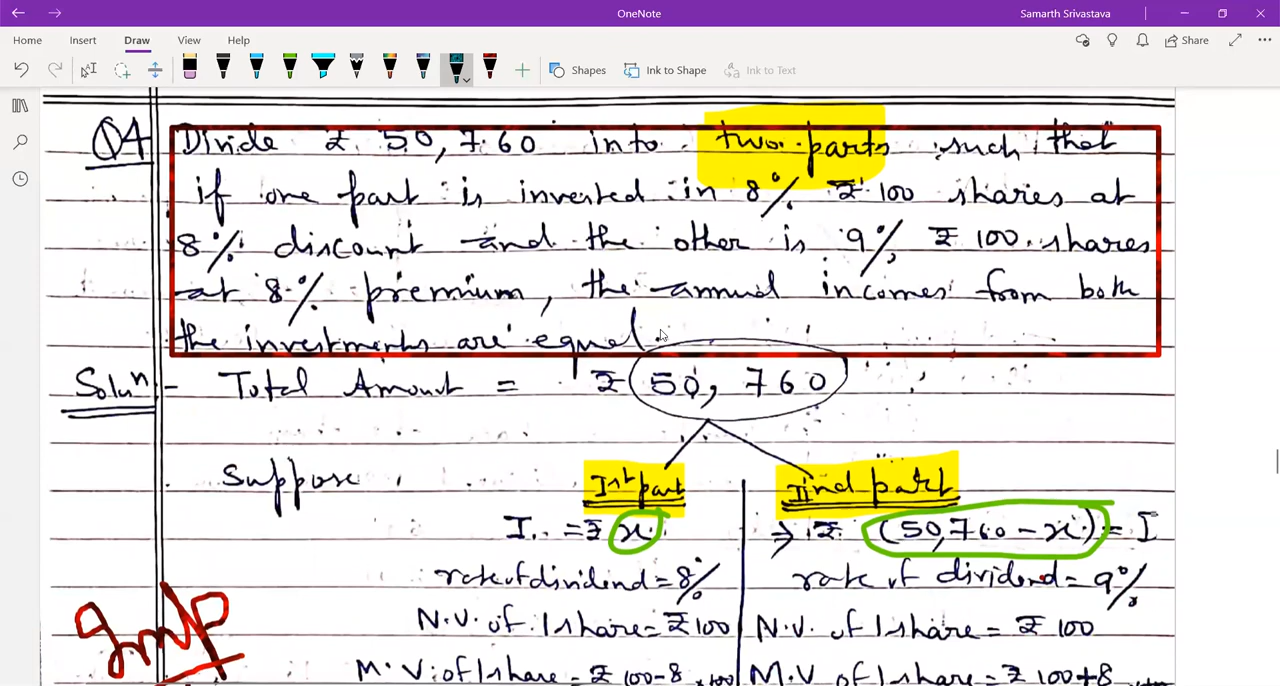 OneNote
Samarth Srivastava
Home Insert Draw View Help
Share
Shapes Ink to Shape Ink to Text
Q4 Divide ₹ 50,760 into two parts such that
if one part is invested in 8% ₹ 100 shares at
8% discount and the other is 9% ₹ 100 shares
at 8% premium, the annual incomes from both
the investments are equal.
Soluⁿ - Total Amount = ₹ 50,760
Suppose, Iˢᵗ part IInd part
I. = ₹ x ⇒ ₹ (50,760 - x) = I
rate of dividend = 8% rate of dividend = 9%
N.V. of 1 share = ₹ 100 N.V. of 1 share = ₹ 100
Imp
M.V. of 1 share = ₹ 100-8 ×100 M.V. of 1 share = ₹ 100+8